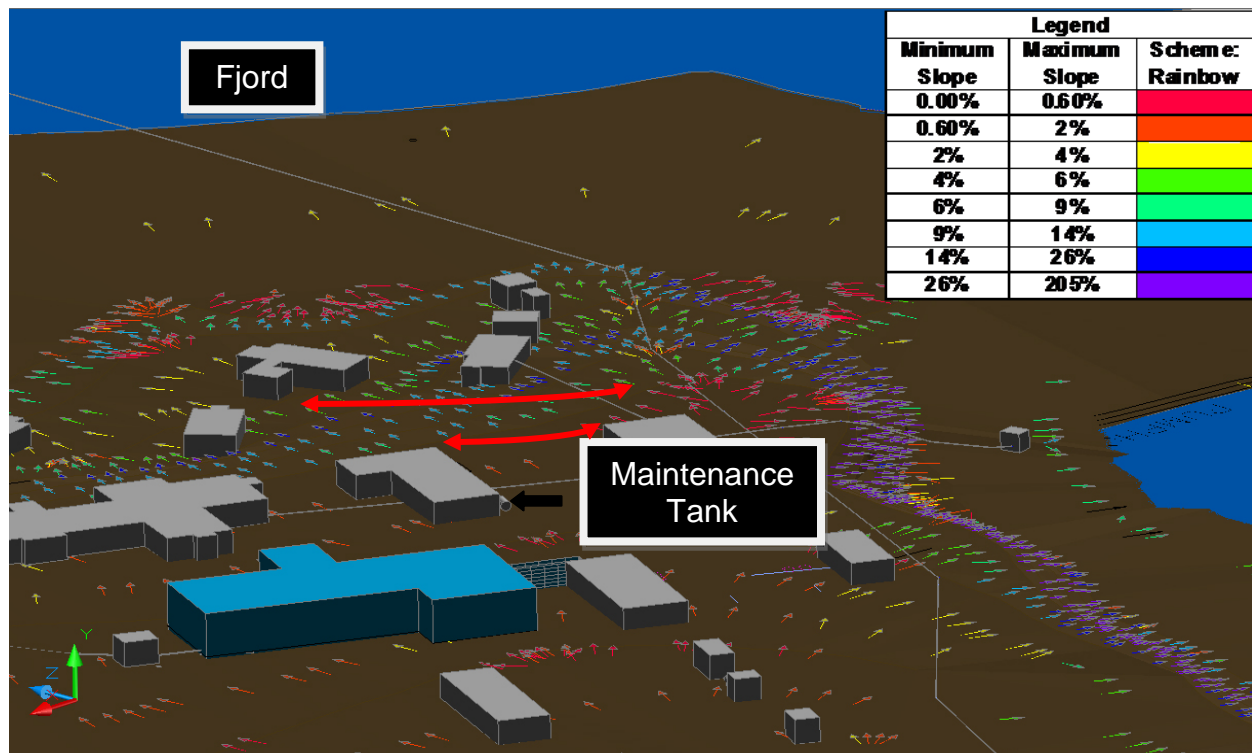 Fjord
Legend
Minimum Slope Maximum Slope Scheme: Rainbow
0.00% 0.60%
0.60% 2%
2% 4%
4% 6%
6% 9%
9% 14%
14% 26%
26% 205%
Maintenance
Tank
Y
Z